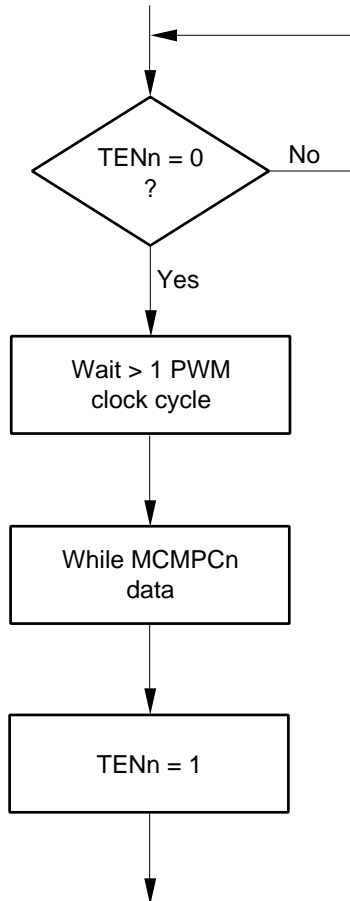 TENn = 0
?
No
Yes
Wait > 1 PWM
clock cycle
While MCMPCn
data
TENn = 1